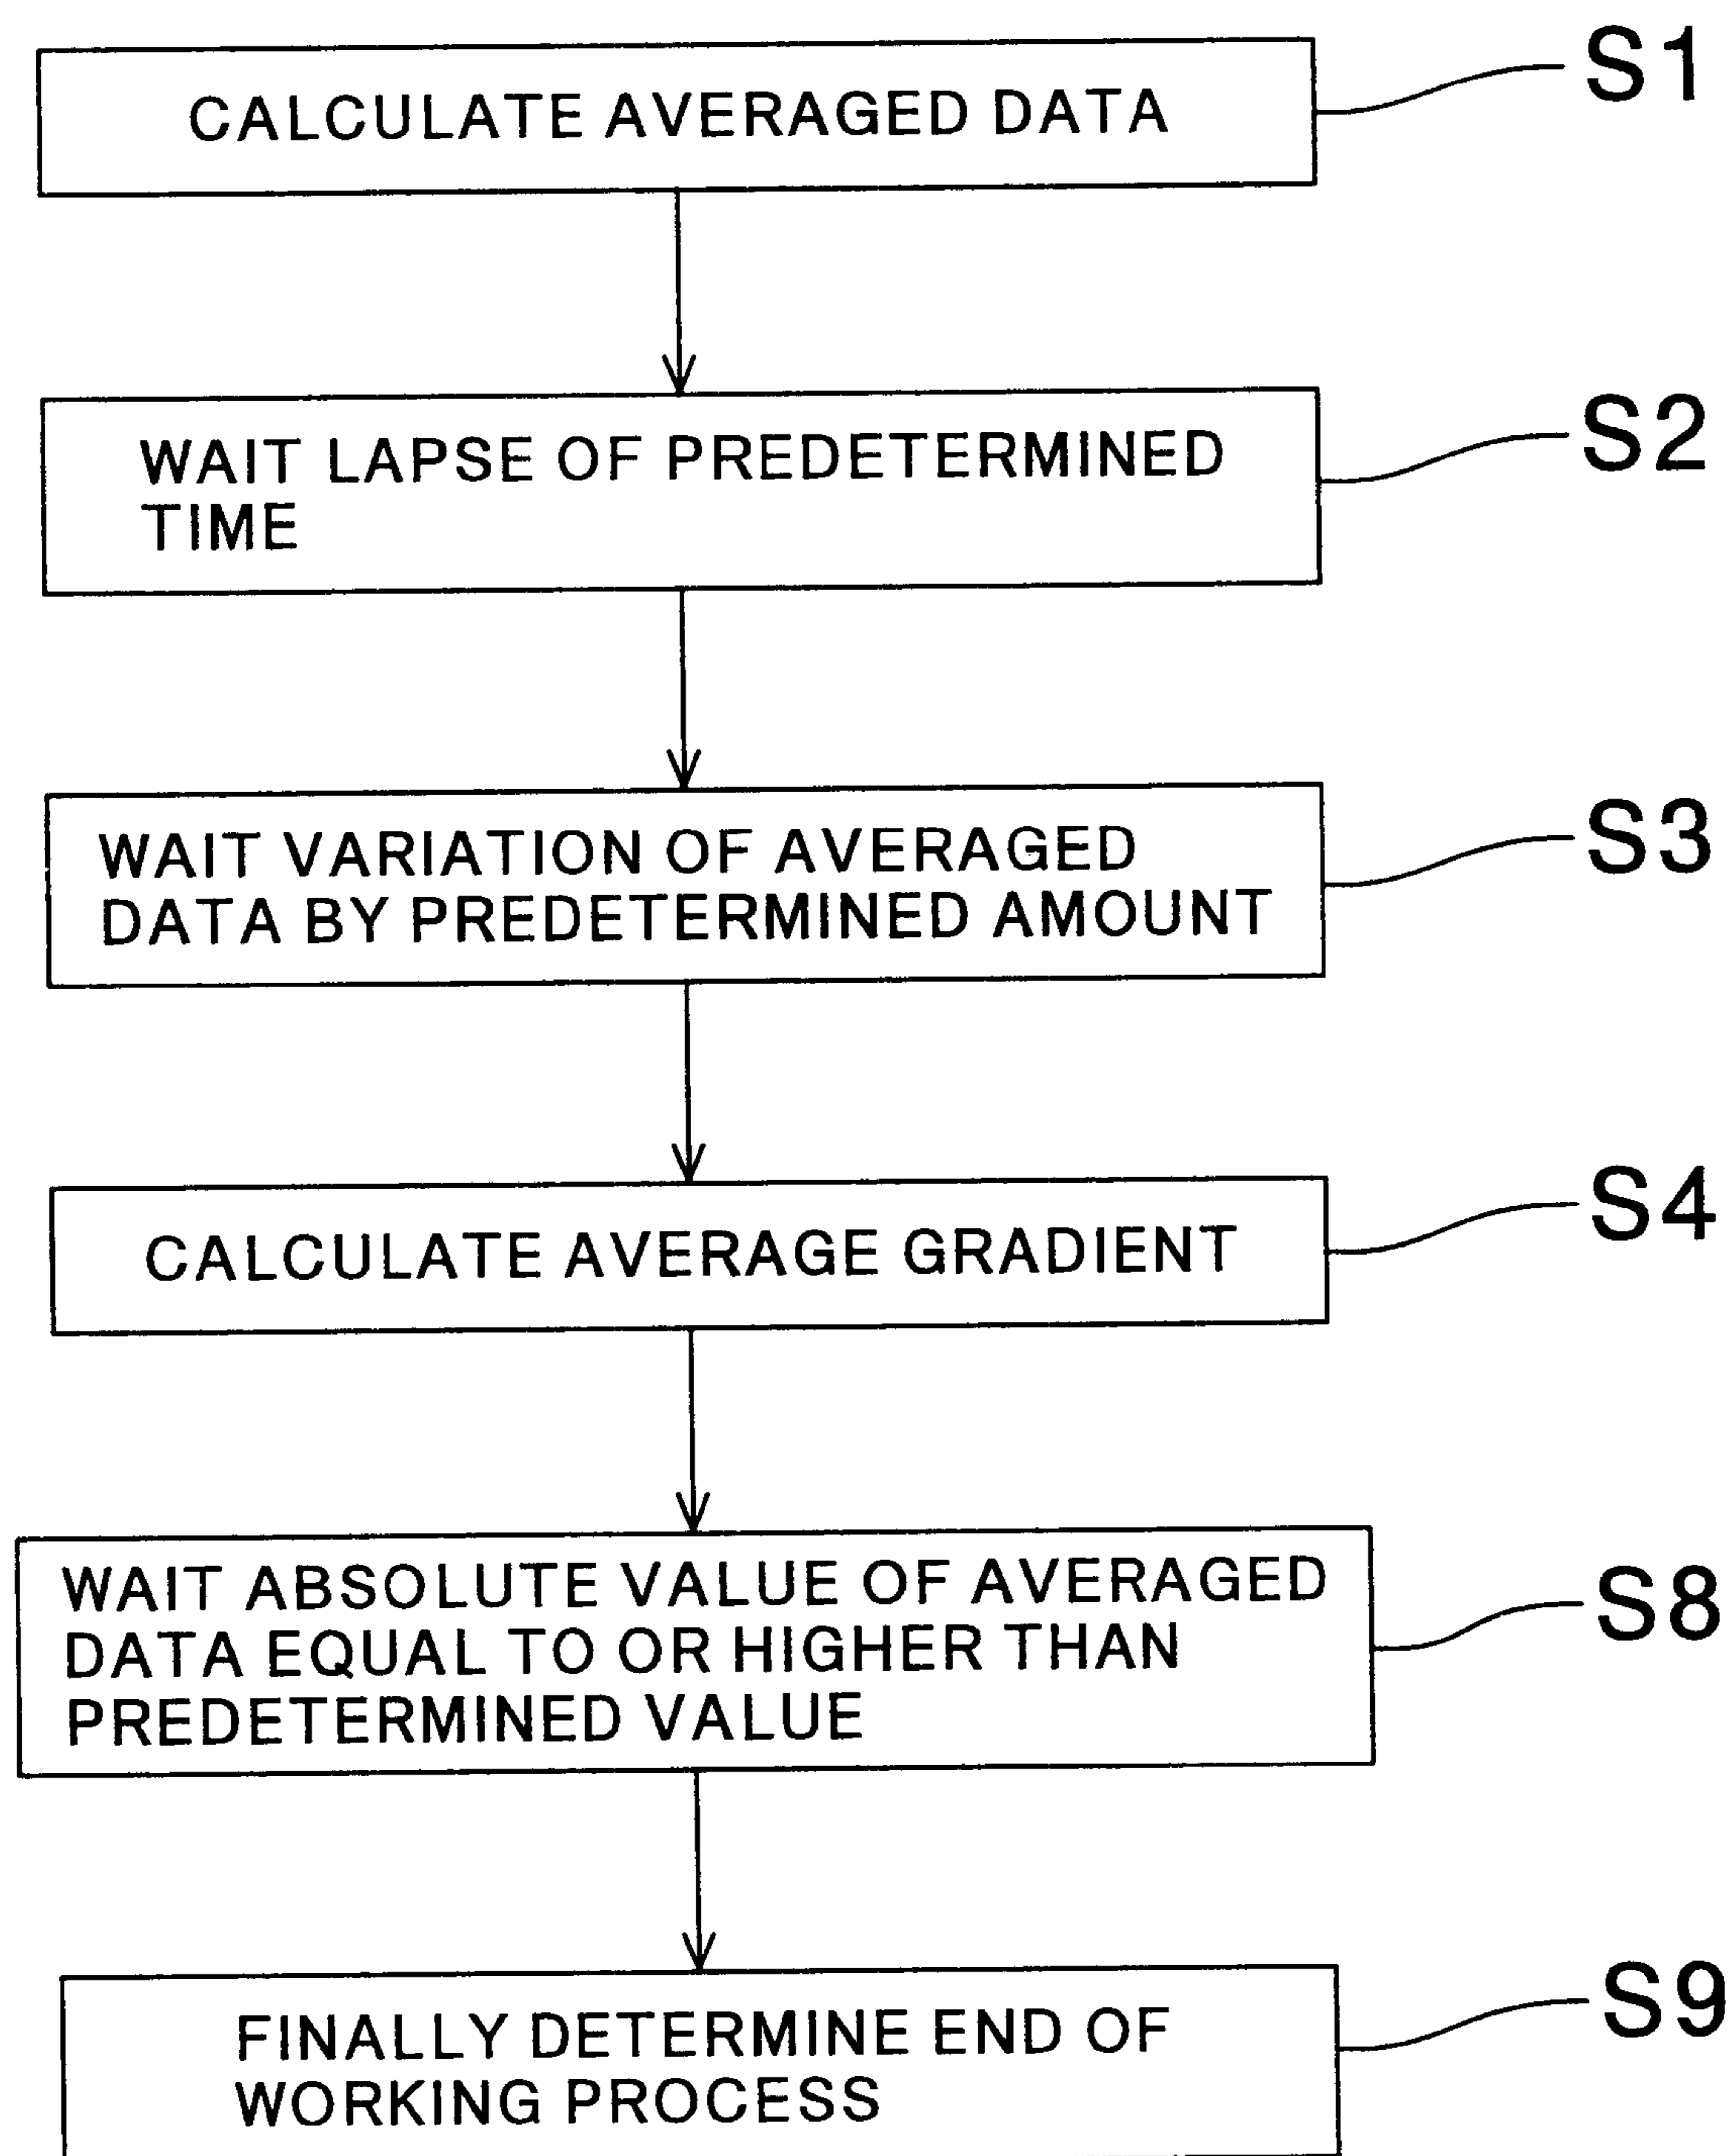 CALCULATE AVERAGED DATA
S1
WAIT LAPSE OF PREDETERMINED
TIME
S2
WAIT VARIATION OF AVERAGED
DATA BY PREDETERMINED AMOUNT
S3
CALCULATE AVERAGE GRADIENT
S4
WAIT ABSOLUTE VALUE OF AVERAGED
DATA EQUAL TO OR HIGHER THAN
PREDETERMINED VALUE
S8
FINALLY DETERMINE END OF
WORKING PROCESS
S9